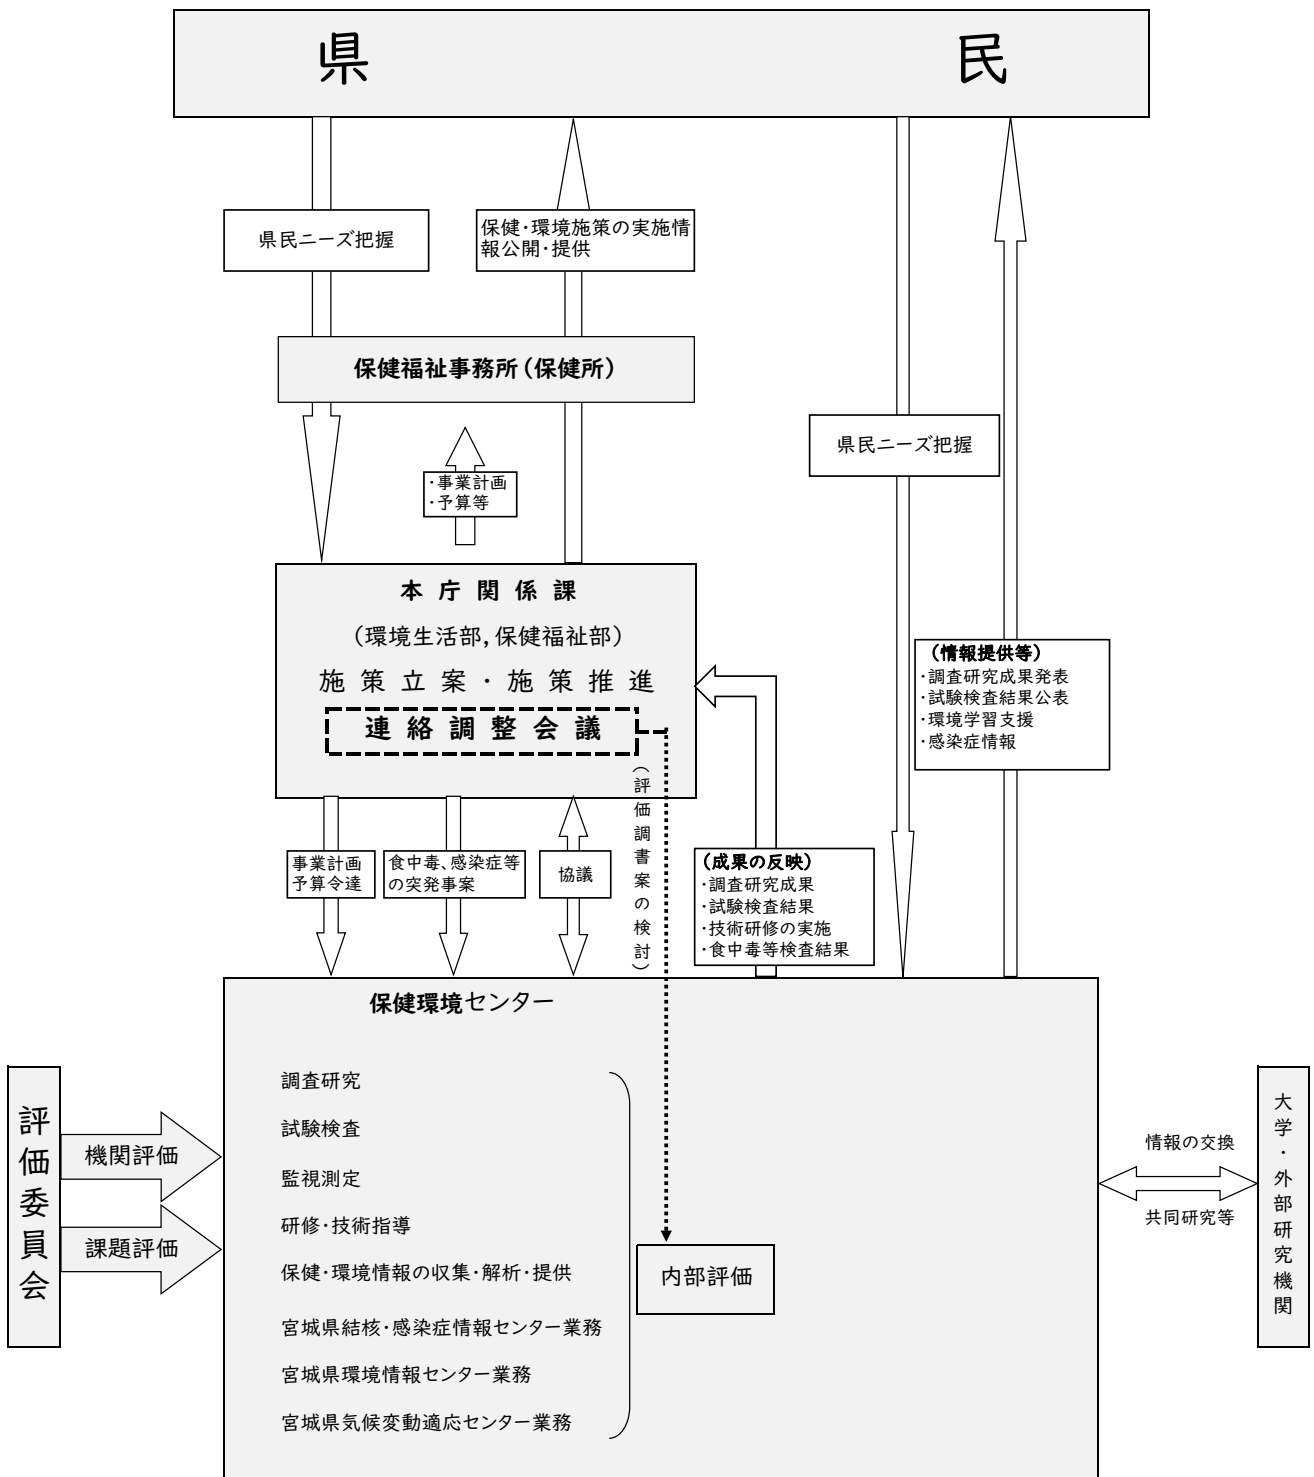 県 民
県民ニーズ把握
保健・環境施策の実施情
報公開・提供
保健福祉事務所(保健所)
・事業計画
・予算等
県民ニーズ把握
本庁関係課
(環境生活部,保健福祉部)
施策立案・施策推進
連絡調整会議
(情報提供等)
・調査研究成果発表
・試験検査結果公表
・環境学習支援
・感染症情報
(評価調書案の検討)
事業計画
予算令達
食中毒、感染症等
の突発事案
協議
(成果の反映)
・調査研究成果
・試験検査結果
・技術研修の実施
・食中毒等検査結果
保健環境センター
調査研究
試験検査
監視測定
研修・技術指導
保健・環境情報の収集・解析・提供
宮城県結核・感染症情報センター業務
宮城県環境情報センター業務
宮城県気候変動適応センター業務
内部評価
評価委員会
機関評価
課題評価
情報の交換
共同研究等
大学・外部研究機関